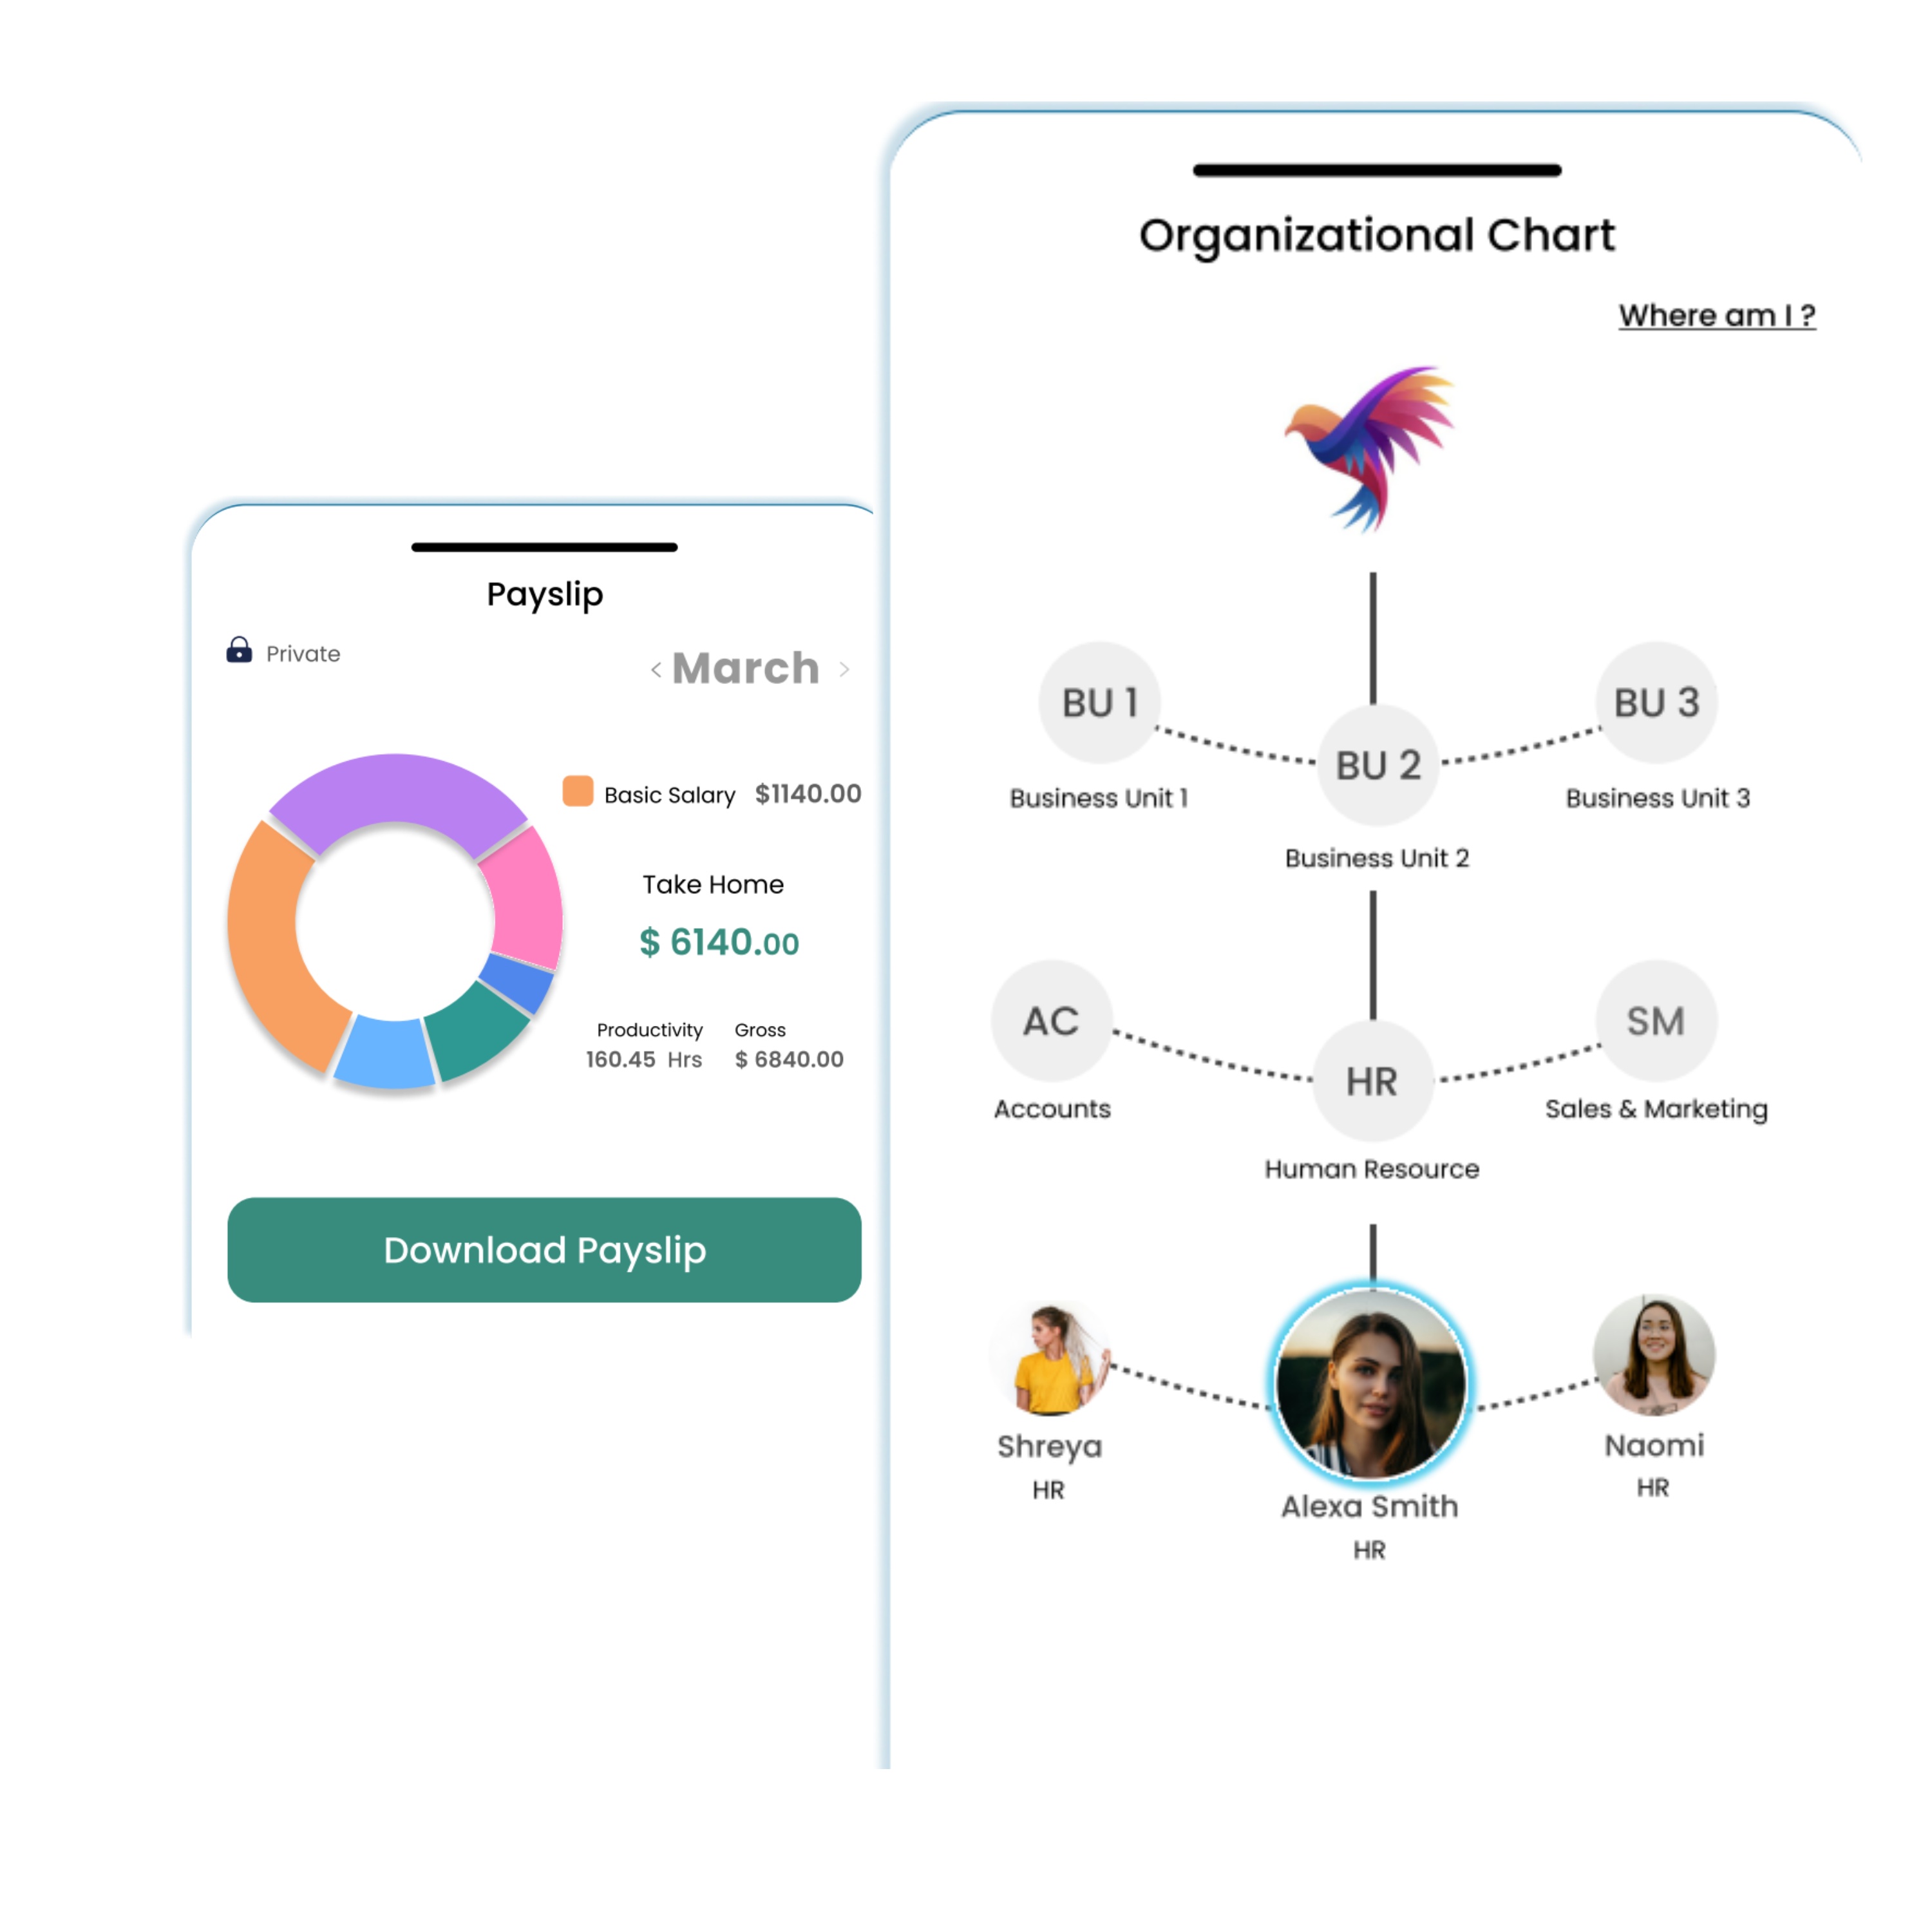 Payslip
Private
< March >
Basic Salary $1140.00
Take Home
$ 6140.00
Productivity Gross
160.45 Hrs $ 6840.00
Download Payslip
Organizational Chart
Where am I ?
BU 1 BU 2 BU 3
Business Unit 1 Business Unit 3
Business Unit 2
AC HR SM
Accounts Sales & Marketing
Human Resource
Shreya Naomi
HR HR
Alexa Smith
HR